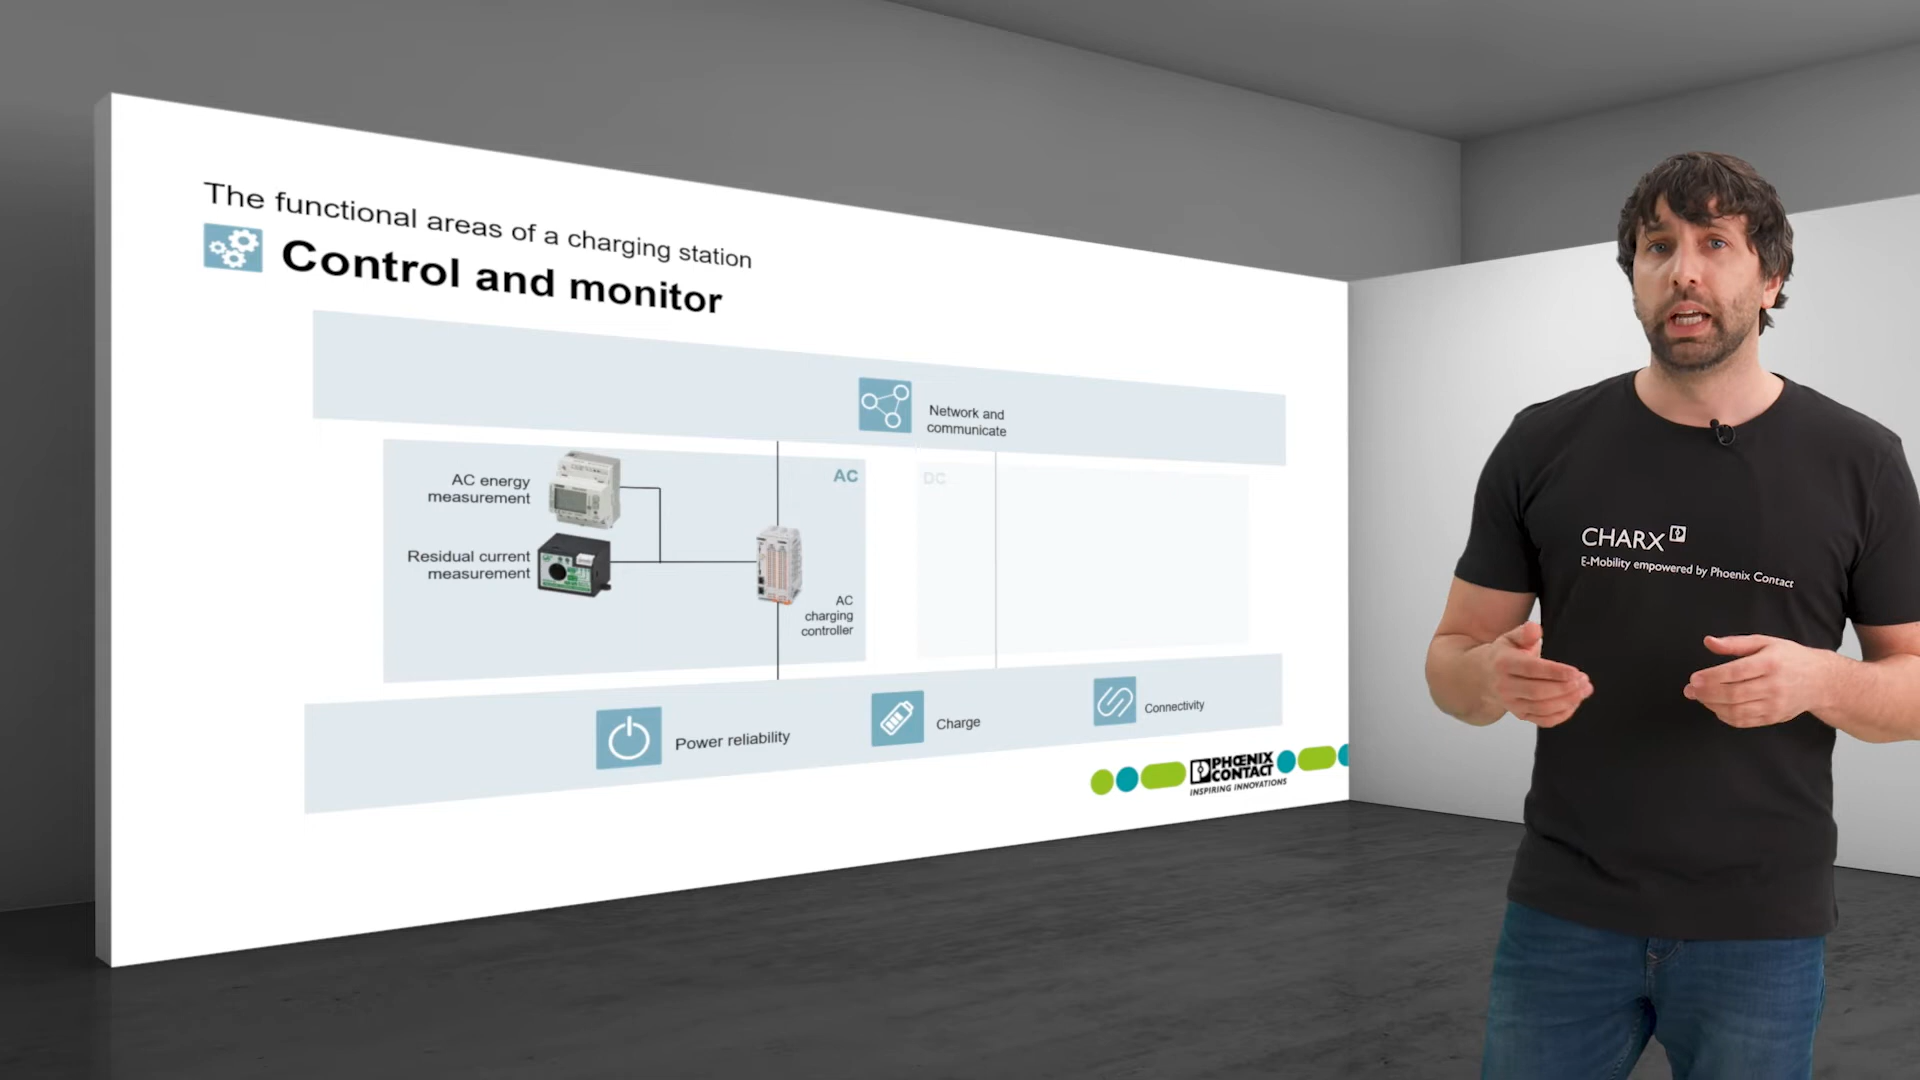 The functional areas of a charging station
Control and monitor
Network and
communicate
AC energy
measurement
AC
DC
Residual current
measurement
AC
charging
controller
Power reliability
Charge
Connectivity
PHŒNIX
CONTACT
INSPIRING INNOVATIONS
CHARX
E-Mobility empowered by Phoenix Contact